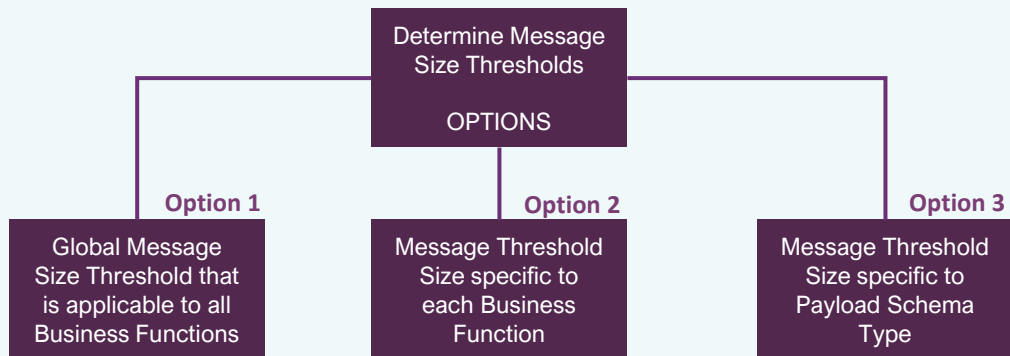 Determine Message
Size Thresholds
OPTIONS
Option 1
Global Message
Size Threshold that
is applicable to all
Business Functions
Option 2
Message Threshold
Size specific to
each Business
Function
Option 3
Message Threshold
Size specific to
Payload Schema
Type